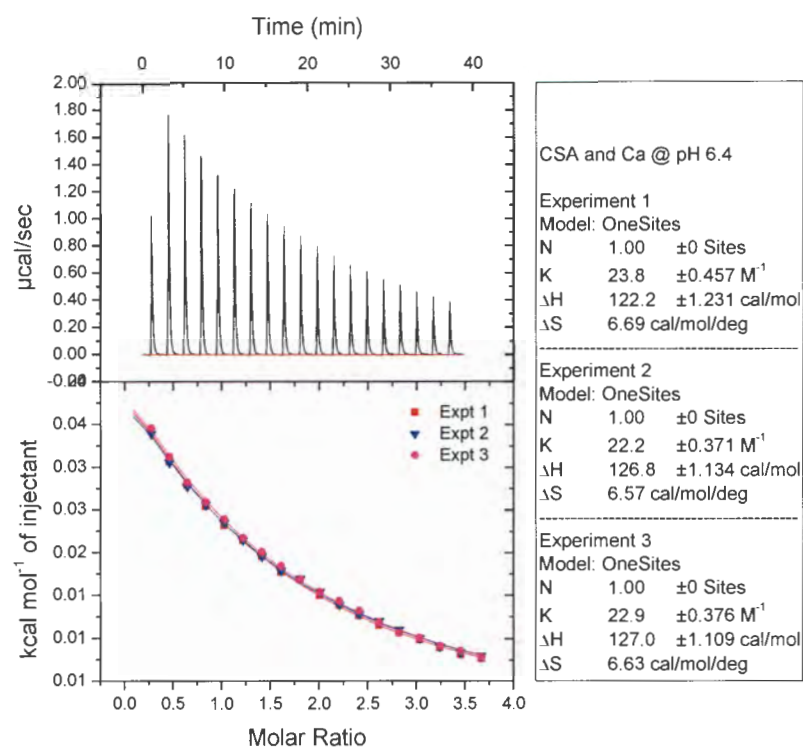 Time (min)
0 10 20 30 40
2.00
1.80
1.60
1.40
1.20
1.00
0.80
0.60
0.40
0.20
0.00
µcal/sec
0.04
0.03
0.03
0.02
0.01
0.01
0.01
kcal mol⁻¹ of injectant
Expt 1
Expt 2
Expt 3
0.0 0.5 1.0 1.5 2.0 2.5 3.0 3.5 4.0
Molar Ratio
CSA and Ca @ pH 6.4
Experiment 1
Model: OneSites
N 1.00 ±0 Sites
K 23.8 ±0.457 M⁻¹
ΔH 122.2 ±1.231 cal/mol
ΔS 6.69 cal/mol/deg
Experiment 2
Model: OneSites
N 1.00 ±0 Sites
K 22.2 ±0.371 M⁻¹
ΔH 126.8 ±1.134 cal/mol
ΔS 6.57 cal/mol/deg
Experiment 3
Model: OneSites
N 1.00 ±0 Sites
K 22.9 ±0.376 M⁻¹
ΔH 127.0 ±1.109 cal/mol
ΔS 6.63 cal/mol/deg